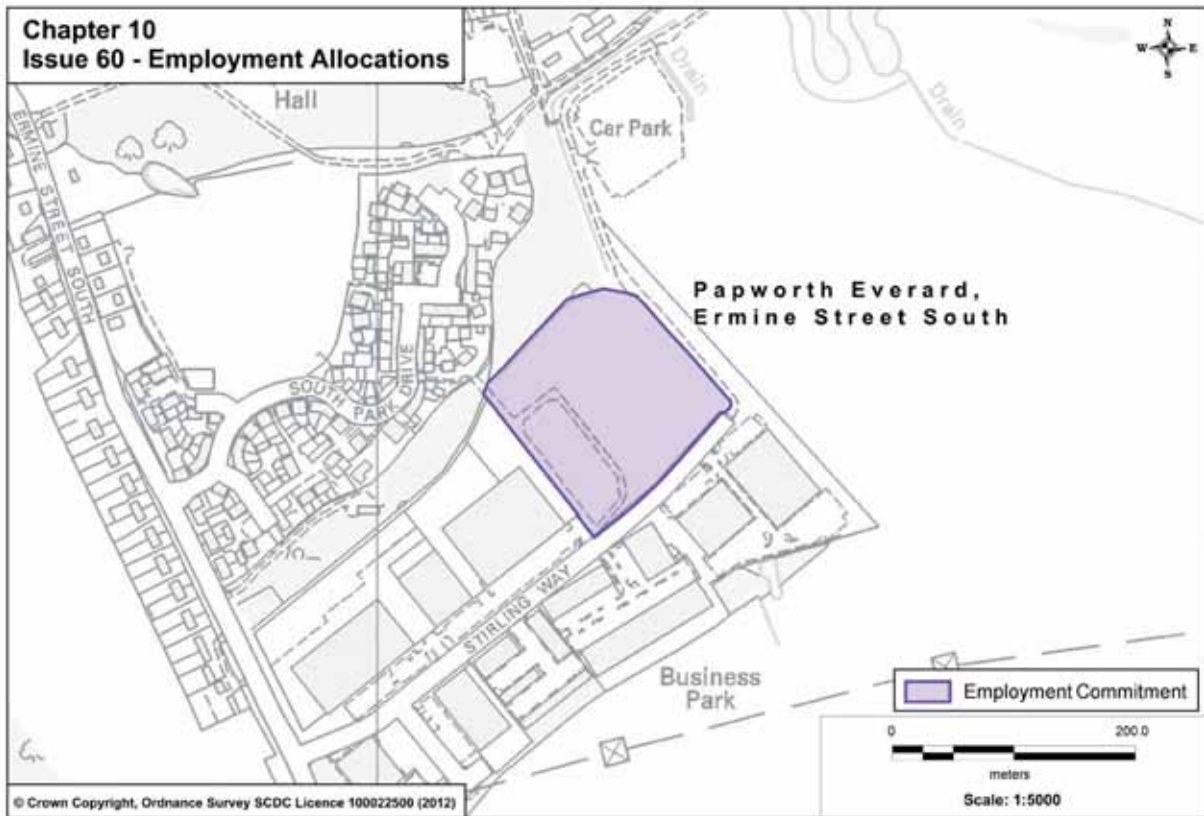 Chapter 10
Issue 60 - Employment Allocations
N
W E
S
Hall
Drain
Car Park
Drain
ERMINE STREET SOUTH
Papworth Everard,
Ermine Street South
SOUTH PARK DRIVE
STIRLING WAY
Business
Park
Employment Commitment
0 200.0
meters
Scale: 1:5000
© Crown Copyright, Ordnance Survey SCDC Licence 100022500 (2012)